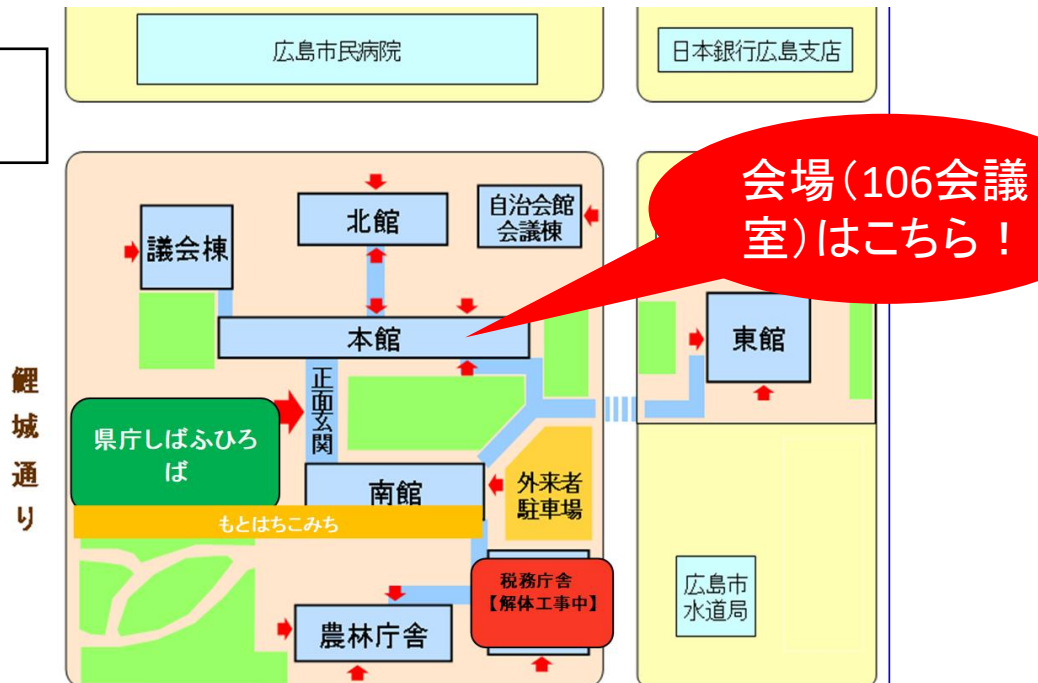 広島市民病院
日本銀行広島支店
会場（106会議
室）はこちら！
議会棟
北館
自治会館
会議棟
本館
東館
鯉城通り
正面玄関
県庁しばふひろ
ば
南館
外来者
駐車場
もとはちこみち
税務庁舎
【解体工事中】
農林庁舎
広島市
水道局